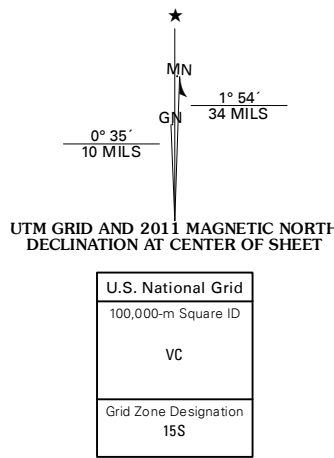 ★
MN
1° 54´
34 MILS
GN
0° 35´
10 MILS
UTM GRID AND 2011 MAGNETIC NORTH
DECLINATION AT CENTER OF SHEET
U.S. National Grid
100,000-m Square ID
VC
Grid Zone Designation
15S